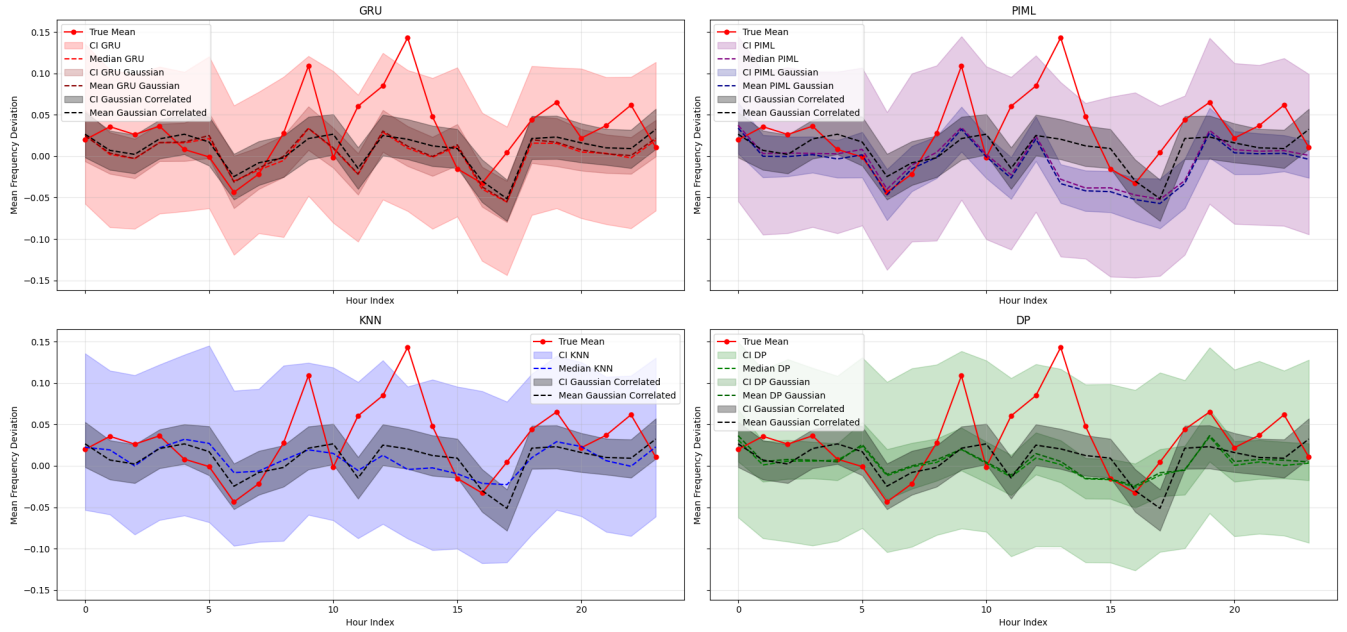 GRU
True Mean
CI GRU
Median GRU
CI GRU Gaussian
Mean GRU Gaussian
CI Gaussian Correlated
Mean Gaussian Correlated
Mean Frequency Deviation
0.15
0.10
0.05
0.00
−0.05
−0.10
−0.15
Hour Index
PIML
True Mean
CI PIML
Median PIML
CI PIML Gaussian
Mean PIML Gaussian
CI Gaussian Correlated
Mean Gaussian Correlated
Mean Frequency Deviation
Hour Index
KNN
True Mean
CI KNN
Median KNN
CI Gaussian Correlated
Mean Gaussian Correlated
Mean Frequency Deviation
0.15
0.10
0.05
0.00
−0.05
−0.10
−0.15
0 5 10 15 20
Hour Index
DP
True Mean
CI DP
Median DP
CI DP Gaussian
Mean DP Gaussian
CI Gaussian Correlated
Mean Gaussian Correlated
Mean Frequency Deviation
0 5 10 15 20
Hour Index